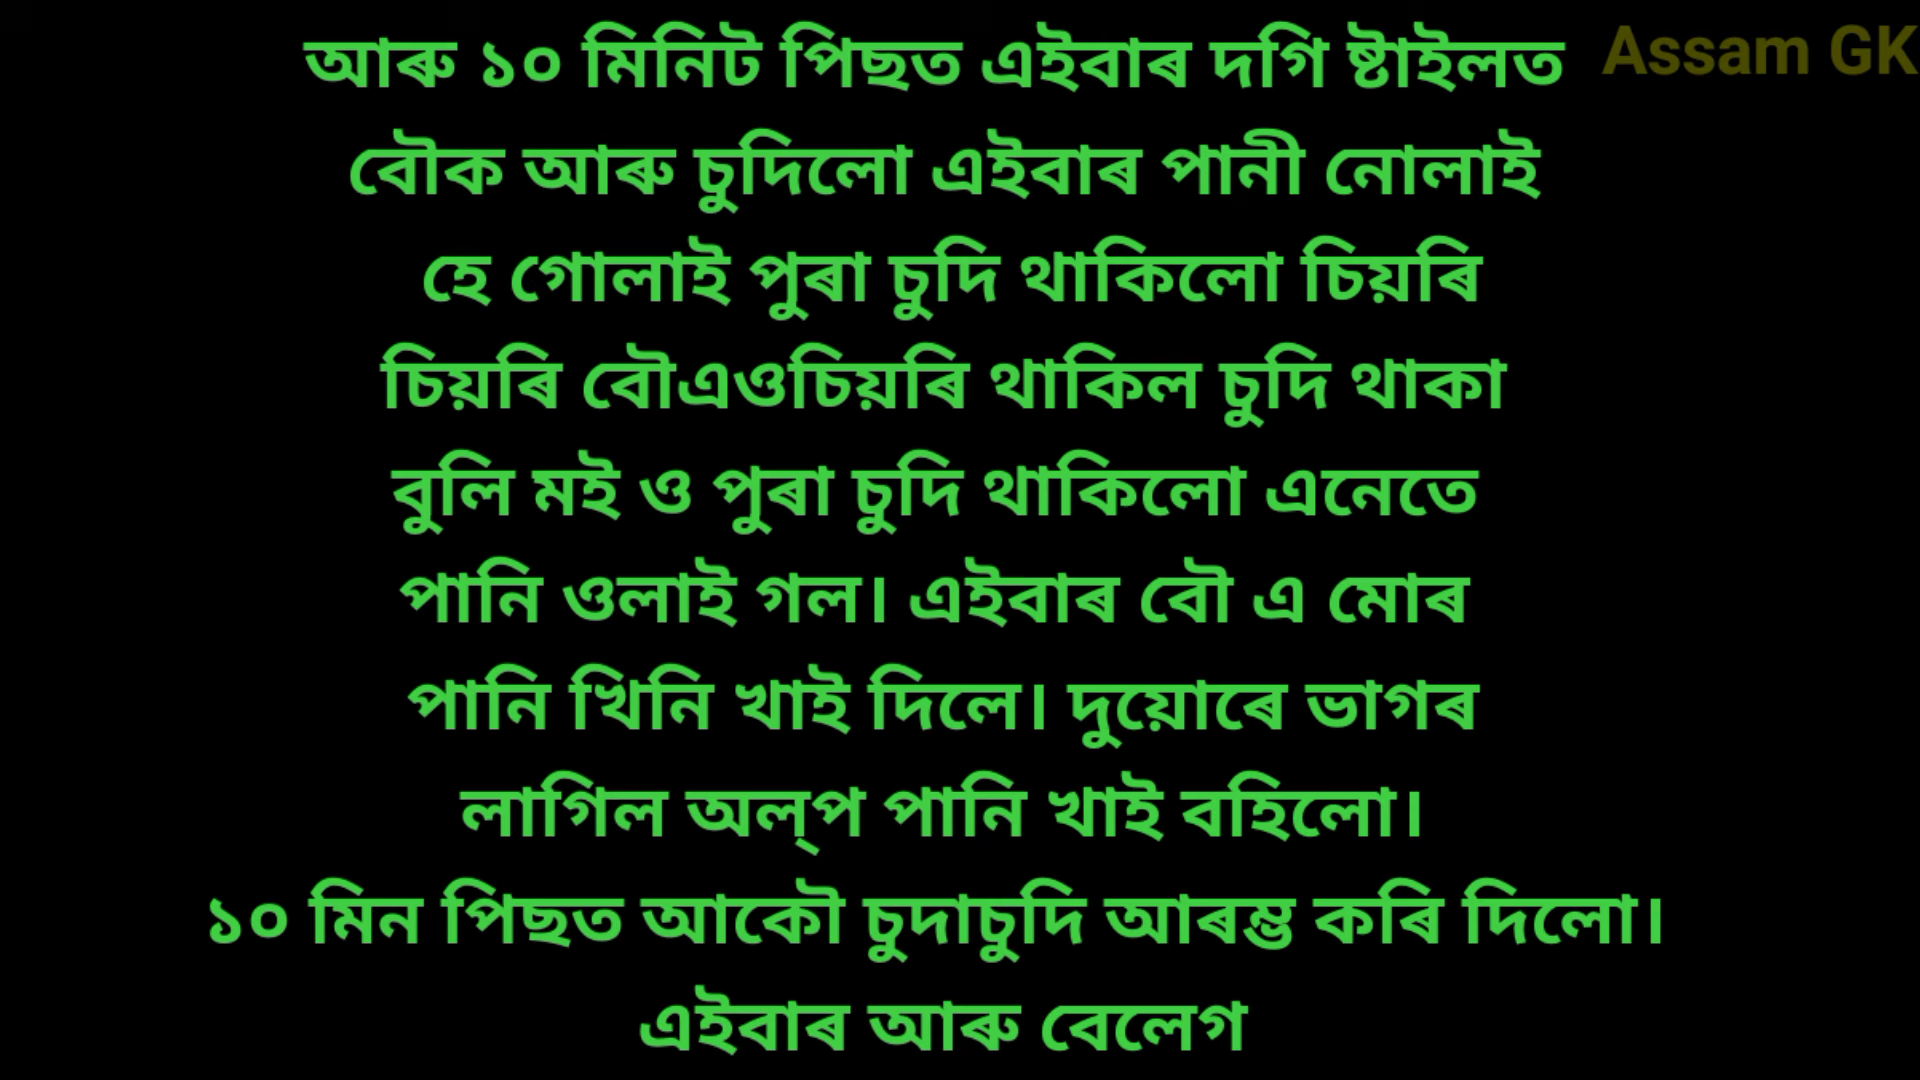 আৰু ১০ মিনিট পিছত এইবাৰ দগি ষ্টাইলত
Assam GK
বৌক আৰু চুদিলো এইবাৰ পানী নোলাই
হে গোলাই পুৰা চুদি থাকিলো চিয়ৰি
চিয়ৰি বৌএওচিয়ৰি থাকিল চুদি থাকা
বুলি মই ও পুৰা চুদি থাকিলো এনেতে
পানি ওলাই গল। এইবাৰ বৌ এ মোৰ
পানি খিনি খাই দিলে। দুয়োৰে ভাগৰ
লাগিল অল্প পানি খাই বহিলো।
১০ মিন পিছত আকৌ চুদাচুদি আৰম্ভ কৰি দিলো।
এইবাৰ আৰু বেলেগ